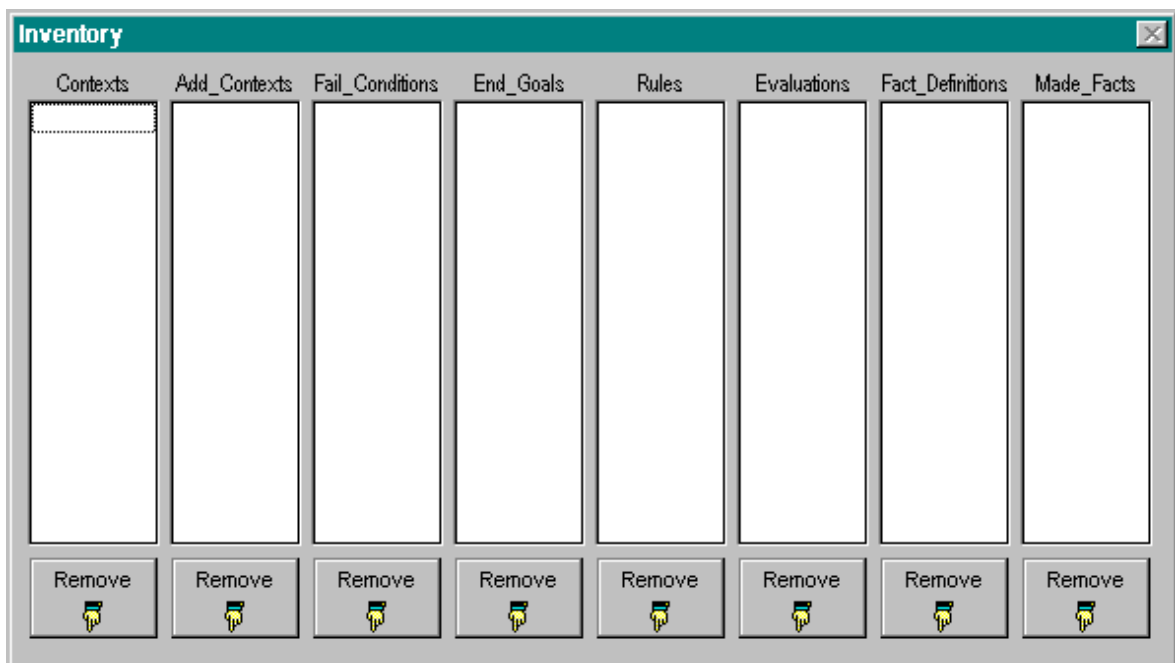 Inventory
Contexts Add_Contexts Fail_Conditions End_Goals Rules Evaluations Fact_Definitions Made_Facts
Remove Remove Remove Remove Remove Remove Remove Remove